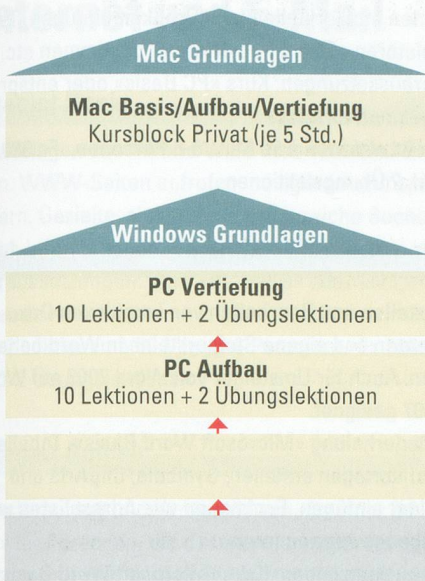 Mac Grundlagen
Mac Basis/Aufbau/Vertiefung
Kursblock Privat (je 5 Std.)
Windows Grundlagen
PC Vertiefung
10 Lektionen + 2 Übungslektionen
PC Aufbau
10 Lektionen + 2 Übungslektionen